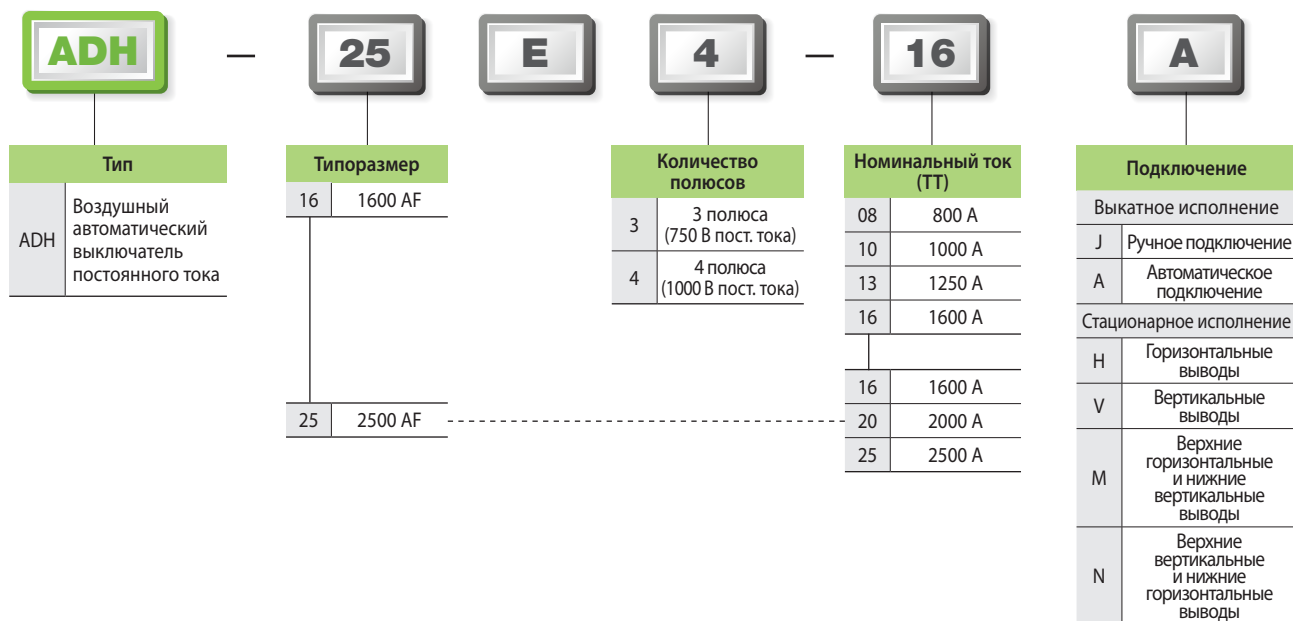 ADH — 25 E 4 — 16 A
Тип
ADH
Воздушный
автоматический
выключатель
постоянного тока
Типоразмер
16 1600 AF
25 2500 AF
Количество
полюсов
3
3 полюса
(750 В пост. тока)
4
4 полюса
(1000 В пост. тока)
Номинальный ток
(ТТ)
08 800 А
10 1000 А
13 1250 А
16 1600 А
16 1600 А
20 2000 А
25 2500 А
Подключение
Выкатное исполнение
J Ручное подключение
A
Автоматическое
подключение
Стационарное исполнение
H
Горизонтальные
выводы
V
Вертикальные
выводы
M
Верхние
горизонтальные
и нижние
вертикальные
выводы
N
Верхние
вертикальные
и нижние
горизонтальные
выводы